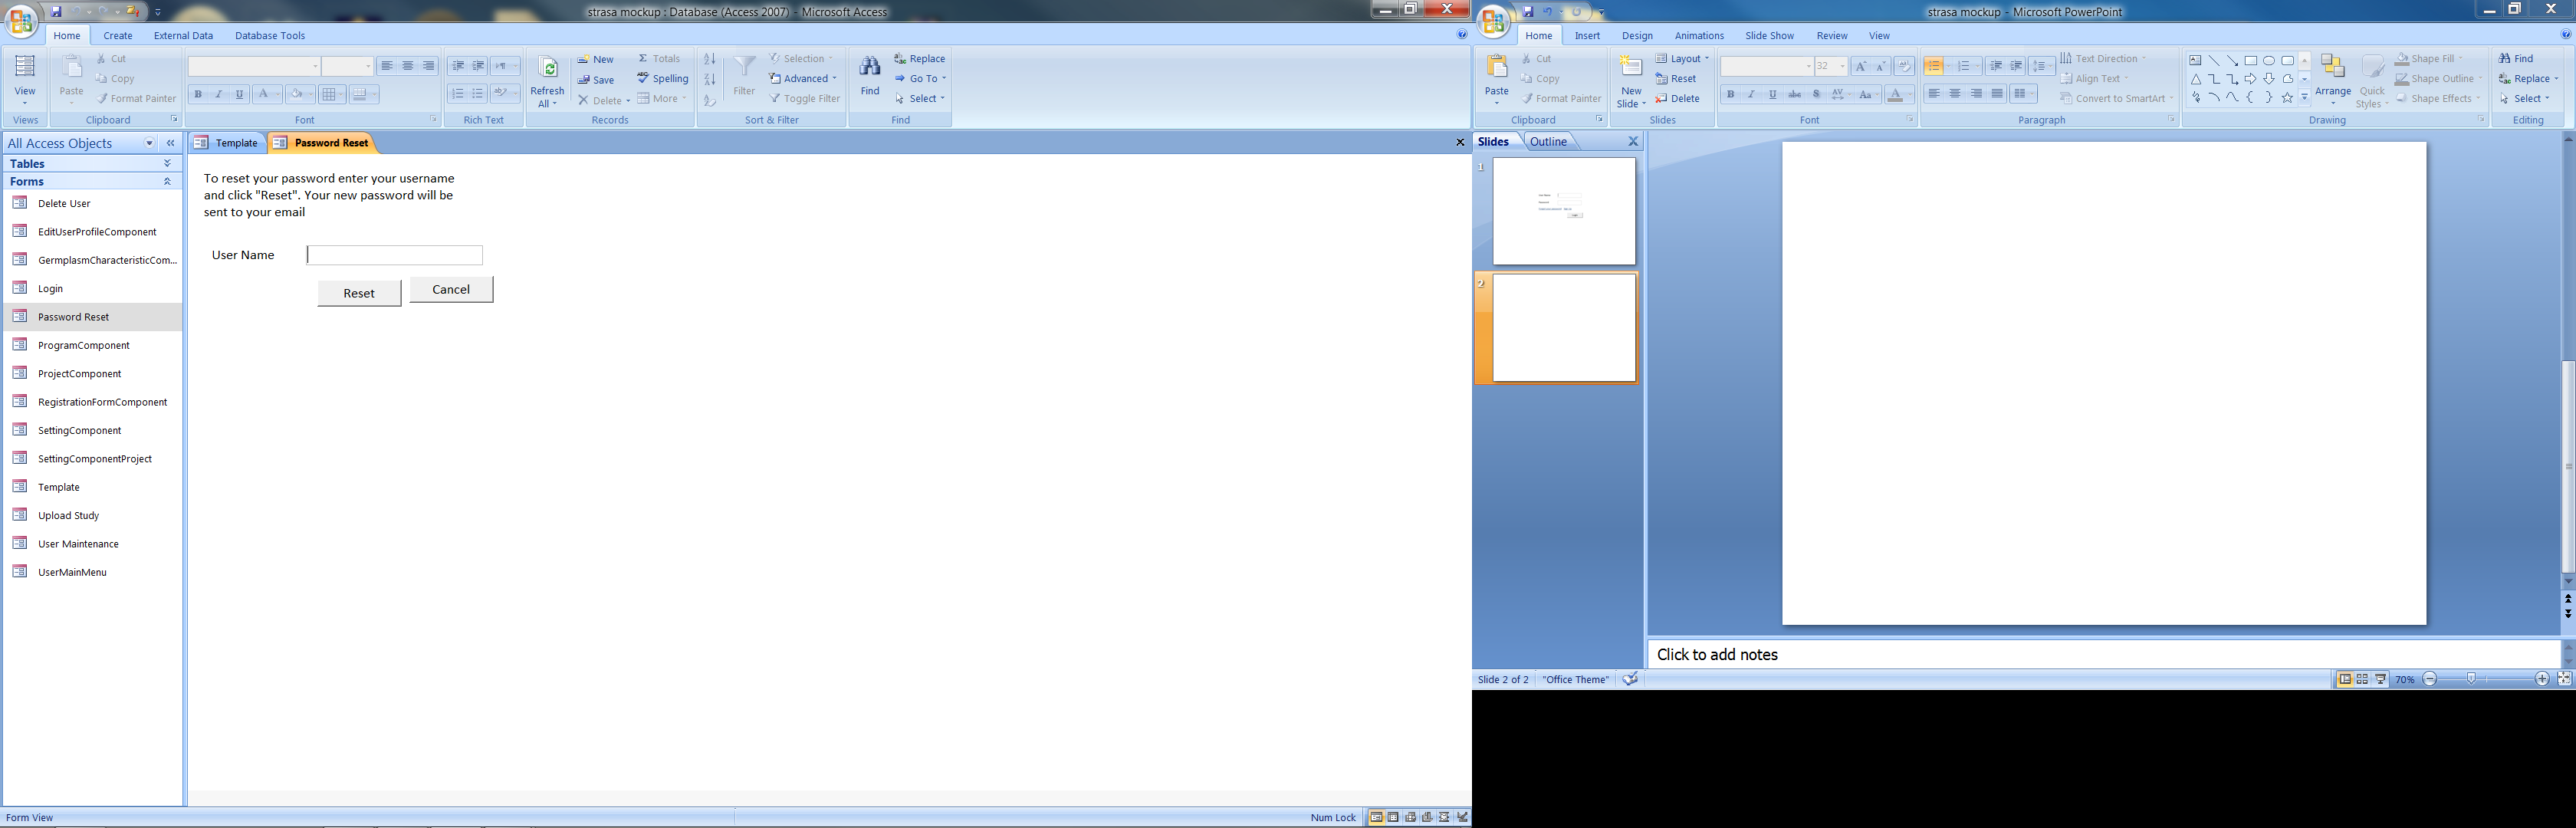 strasa mockup : Database (Access 2007) - Microsoft Access
Home Create External Data Database Tools
View
Views
Paste
Cut
Copy
Format Painter
Clipboard
Font
Rich Text
Refresh
All
New
Save
Delete
Totals
Spelling
More
Records
Filter
Selection
Advanced
Toggle Filter
Sort & Filter
Find
Replace
Go To
Select
Find
All Access Objects
Tables
Forms
Delete User
EditUserProfileComponent
GermplasmCharacteristicCom...
Login
Password Reset
ProgramComponent
ProjectComponent
RegistrationFormComponent
SettingComponent
SettingComponentProject
Template
Upload Study
User Maintenance
UserMainMenu
Template Password Reset
To reset your password enter your username
and click "Reset". Your new password will be
sent to your email
User Name
Reset Cancel
Form View
Num Lock
strasa mockup - Microsoft PowerPoint
Home Insert Design Animations Slide Show Review View
Paste
Cut
Copy
Format Painter
Clipboard
New
Slide
Layout
Reset
Delete
Slides
32
Font
Text Direction
Align Text
Convert to SmartArt
Paragraph
Arrange
Quick
Styles
Shape Fill
Shape Outline
Shape Effects
Drawing
Find
Replace
Select
Editing
Slides Outline
1
2
Click to add notes
Slide 2 of 2 "Office Theme"
70%